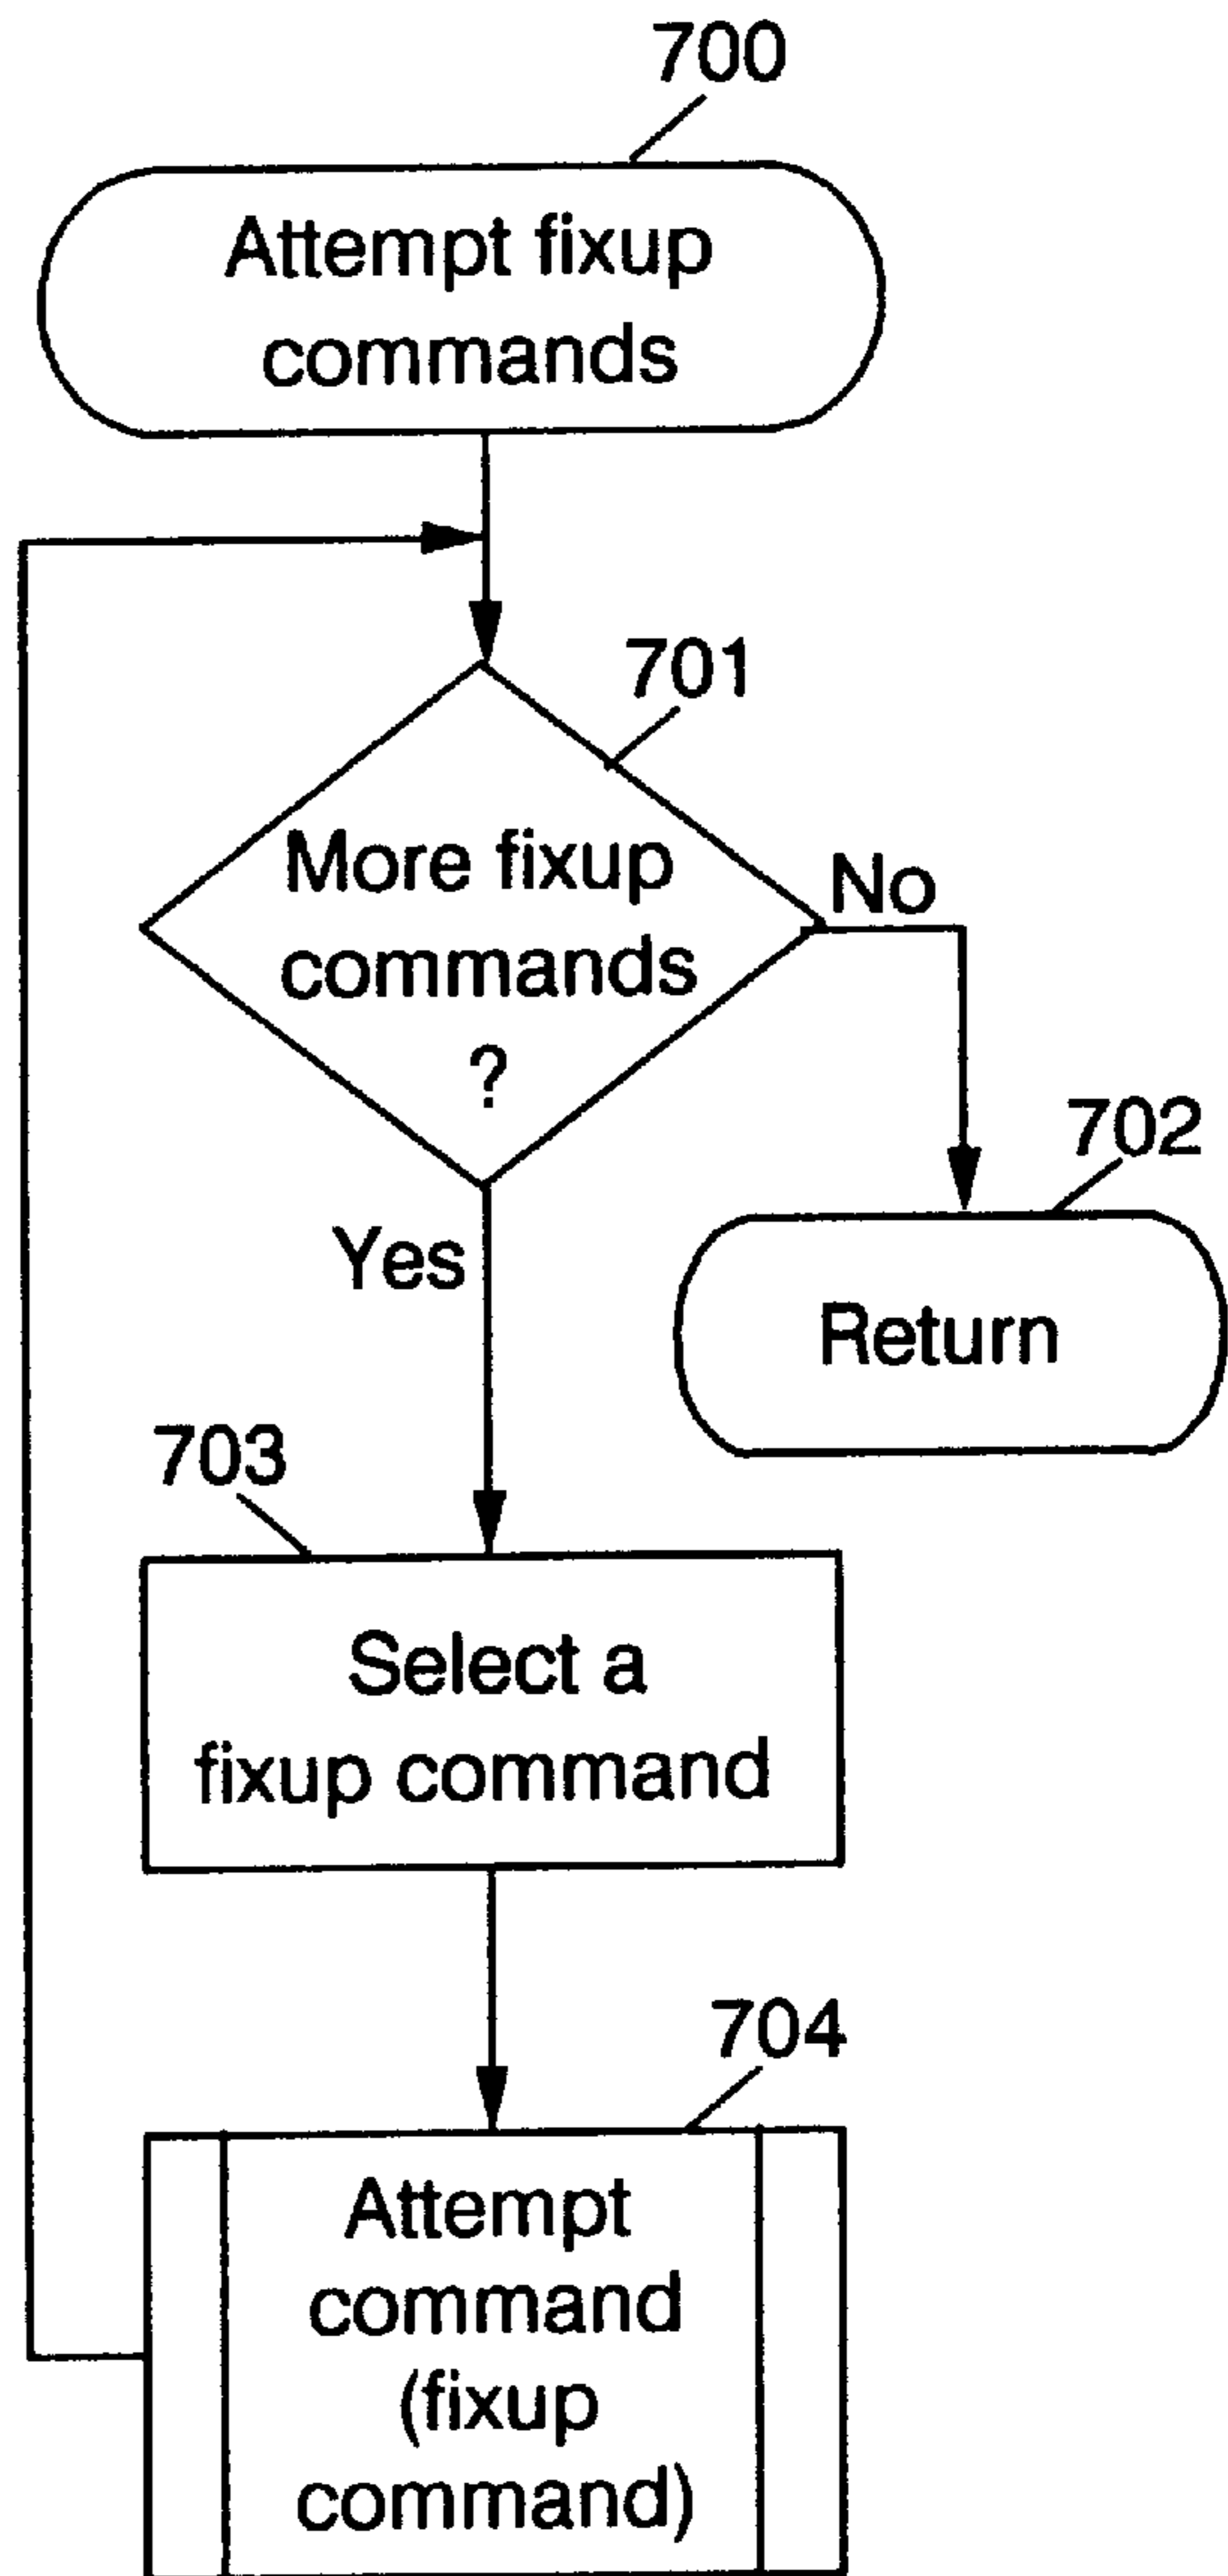 700
Attempt fixup
commands
701
More fixup
commands
?
No
702
Return
Yes
703
Select a
fixup command
704
Attempt
command
(fixup
command)